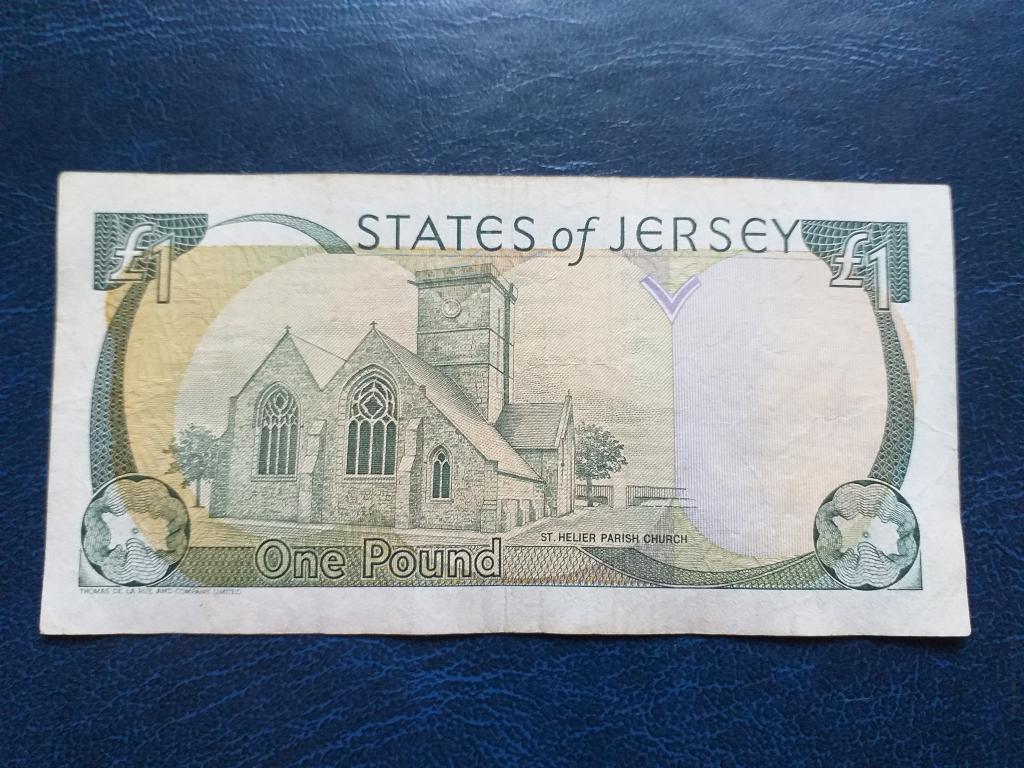 STATES of JERSEY
£1
£1
ST. HELIER PARISH CHURCH
One Pound
THOMAS DE LA RUE AND COMPANY LIMITED